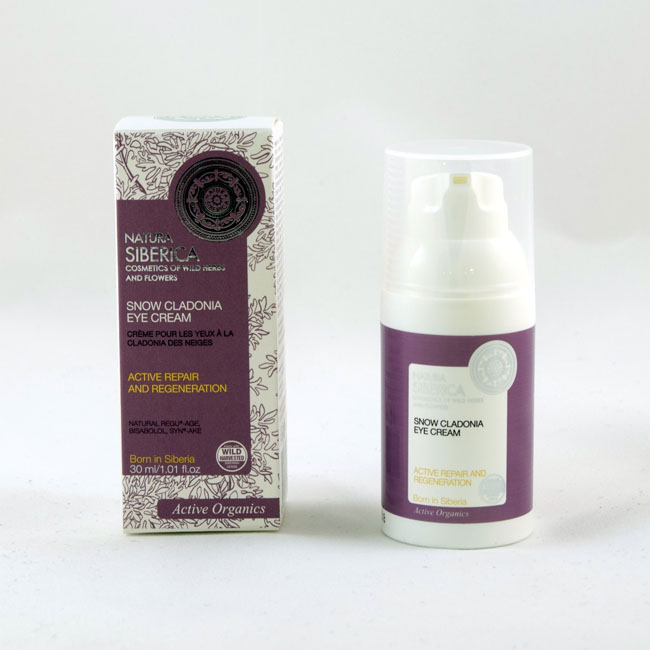 NATURA
SIBERICA
COSMETICS OF WILD HERBS
AND FLOWERS
SNOW CLADONIA
EYE CREAM
CRÈME POUR LES YEUX À LA
CLADONIA DES NEIGES
ACTIVE REPAIR
AND REGENERATION
NATURAL REGU®-AGE,
BISABOLOL, SYN®-AKE
WILD
HARVESTED
Born in Siberia
30 ml/1.01 fl.oz
Active Organics
NATURA
SIBERICA
SNOW CLADONIA
EYE CREAM
ACTIVE REPAIR AND
REGENERATION
Born in Siberia
Active Organics